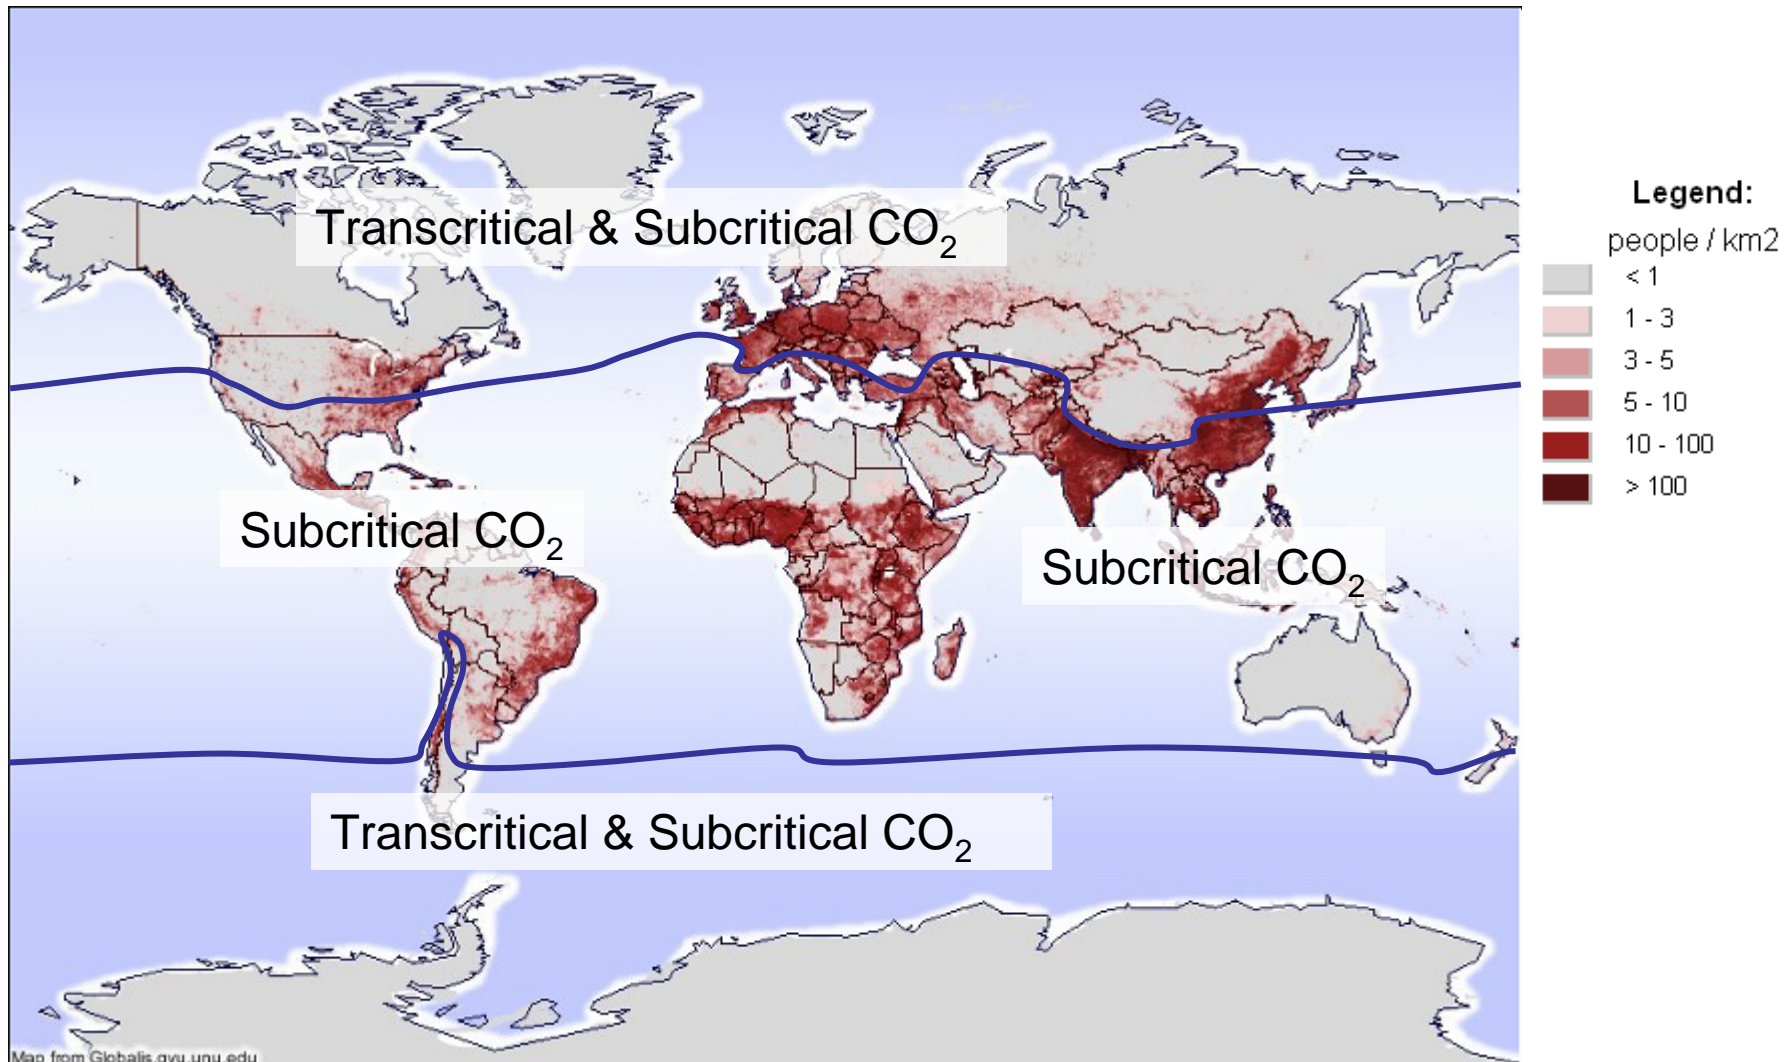 Transcritical & Subcritical CO₂
Subcritical CO₂
Subcritical CO₂
Transcritical & Subcritical CO₂
Map from Globalis.gvu.unu.edu
Legend:
people / km2
< 1
1 - 3
3 - 5
5 - 10
10 - 100
> 100